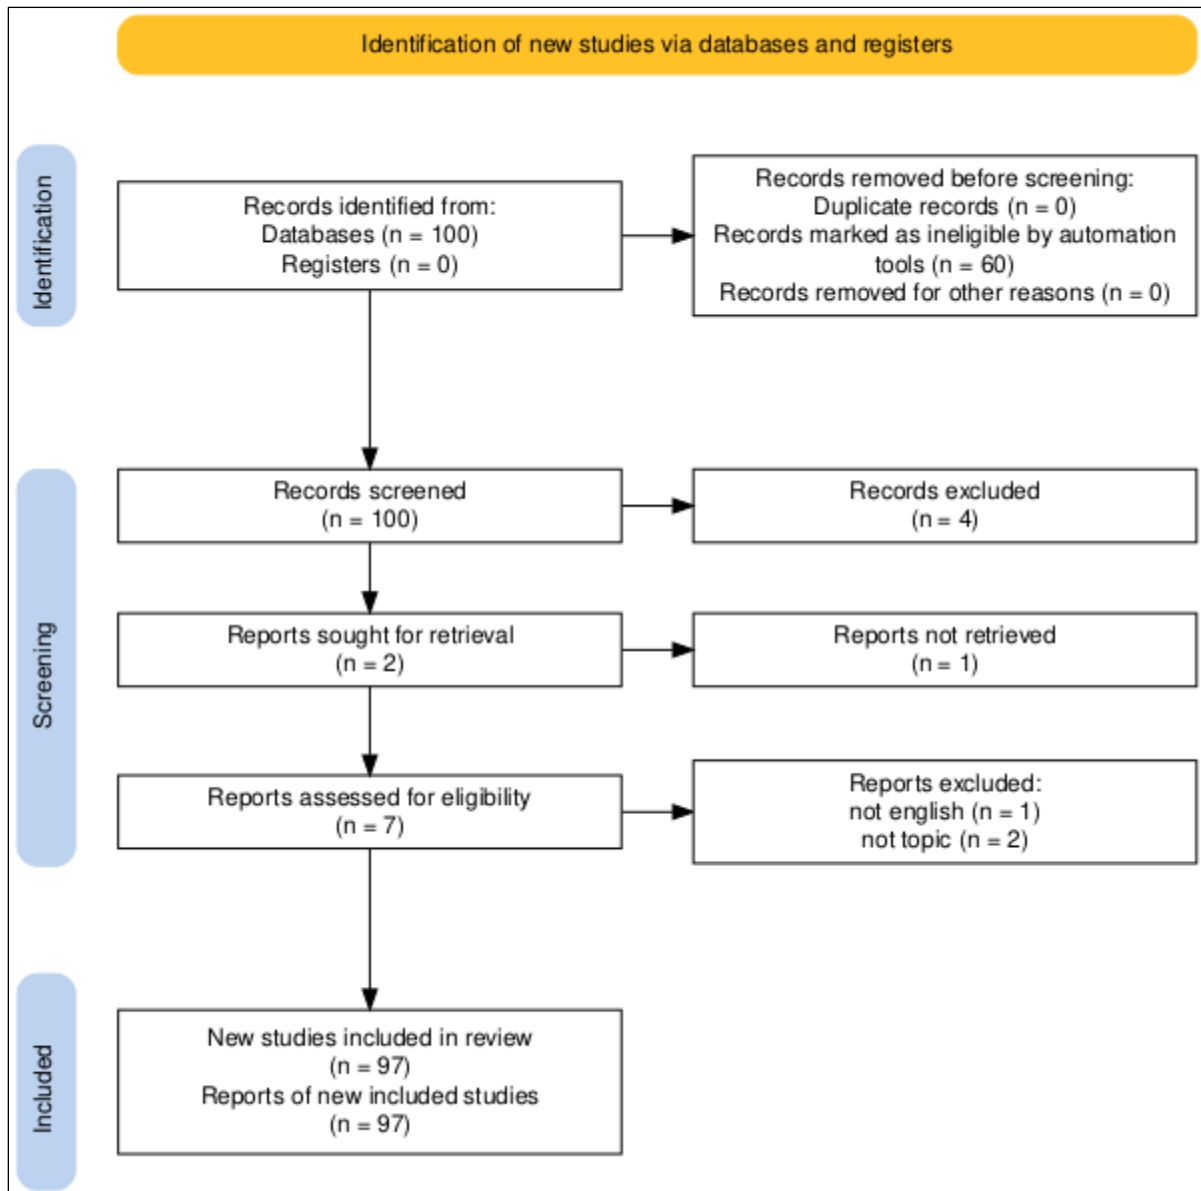 Identification of new studies via databases and registers
Identification
Records identified from:
Databases (n = 100)
Registers (n = 0)
Records removed before screening:
Duplicate records (n = 0)
Records marked as ineligible by automation
tools (n = 60)
Records removed for other reasons (n = 0)
Screening
Records screened
(n = 100)
Records excluded
(n = 4)
Reports sought for retrieval
(n = 2)
Reports not retrieved
(n = 1)
Reports assessed for eligibility
(n = 7)
Reports excluded:
not english (n = 1)
not topic (n = 2)
Included
New studies included in review
(n = 97)
Reports of new included studies
(n = 97)